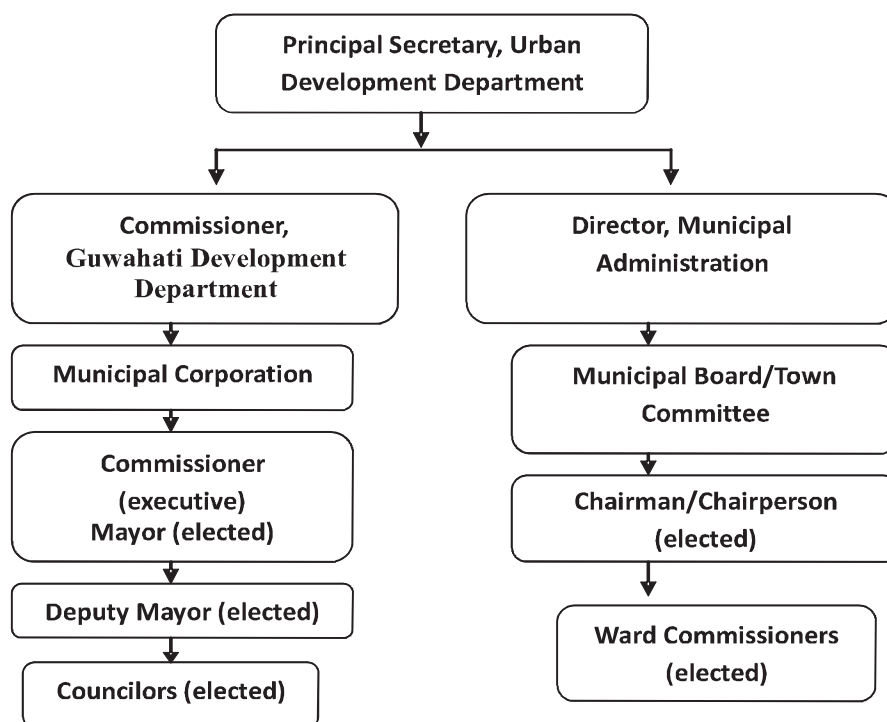 Principal Secretary, Urban
Development Department
Commissioner,
Guwahati Development
Department
Municipal Corporation
Commissioner
(executive)
Mayor (elected)
Deputy Mayor (elected)
Councilors (elected)
Director, Municipal
Administration
Municipal Board/Town
Committee
Chairman/Chairperson
(elected)
Ward Commissioners
(elected)